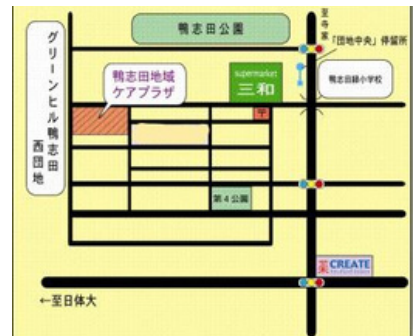 鴨志田公園
至寺家
「団地中央」停留所
グリーンヒル鴨志田
西団地
鴨志田地域
ケアプラザ
supermarket
三和
鴨志田緑小学校
〒
第4公園
薬 CREATE
←至日体大